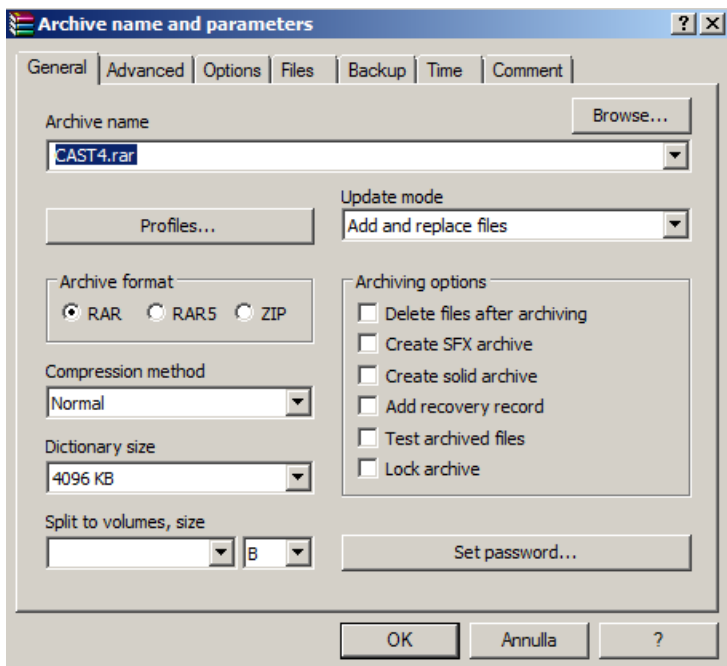 Archive name and parameters
? X
General Advanced Options Files Backup Time Comment
Archive name
Browse...
CAST4.rar
Profiles...
Update mode
Add and replace files
Archive format
RAR RAR5 ZIP
Compression method
Normal
Dictionary size
4096 KB
Split to volumes, size
B
Archiving options
Delete files after archiving
Create SFX archive
Create solid archive
Add recovery record
Test archived files
Lock archive
Set password...
OK Annulla ?